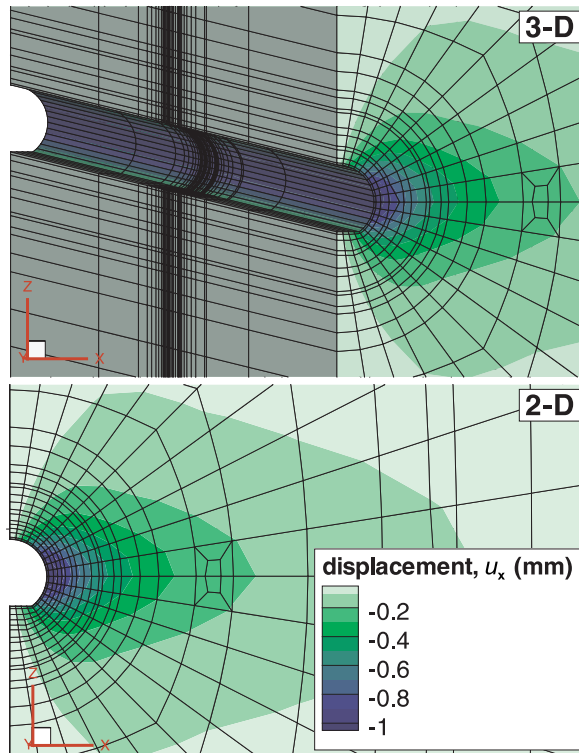 3-D
Z
Y
X
2-D
displacement, uₓ (mm)
-0.2
-0.4
-0.6
-0.8
-1
Z
Y
X